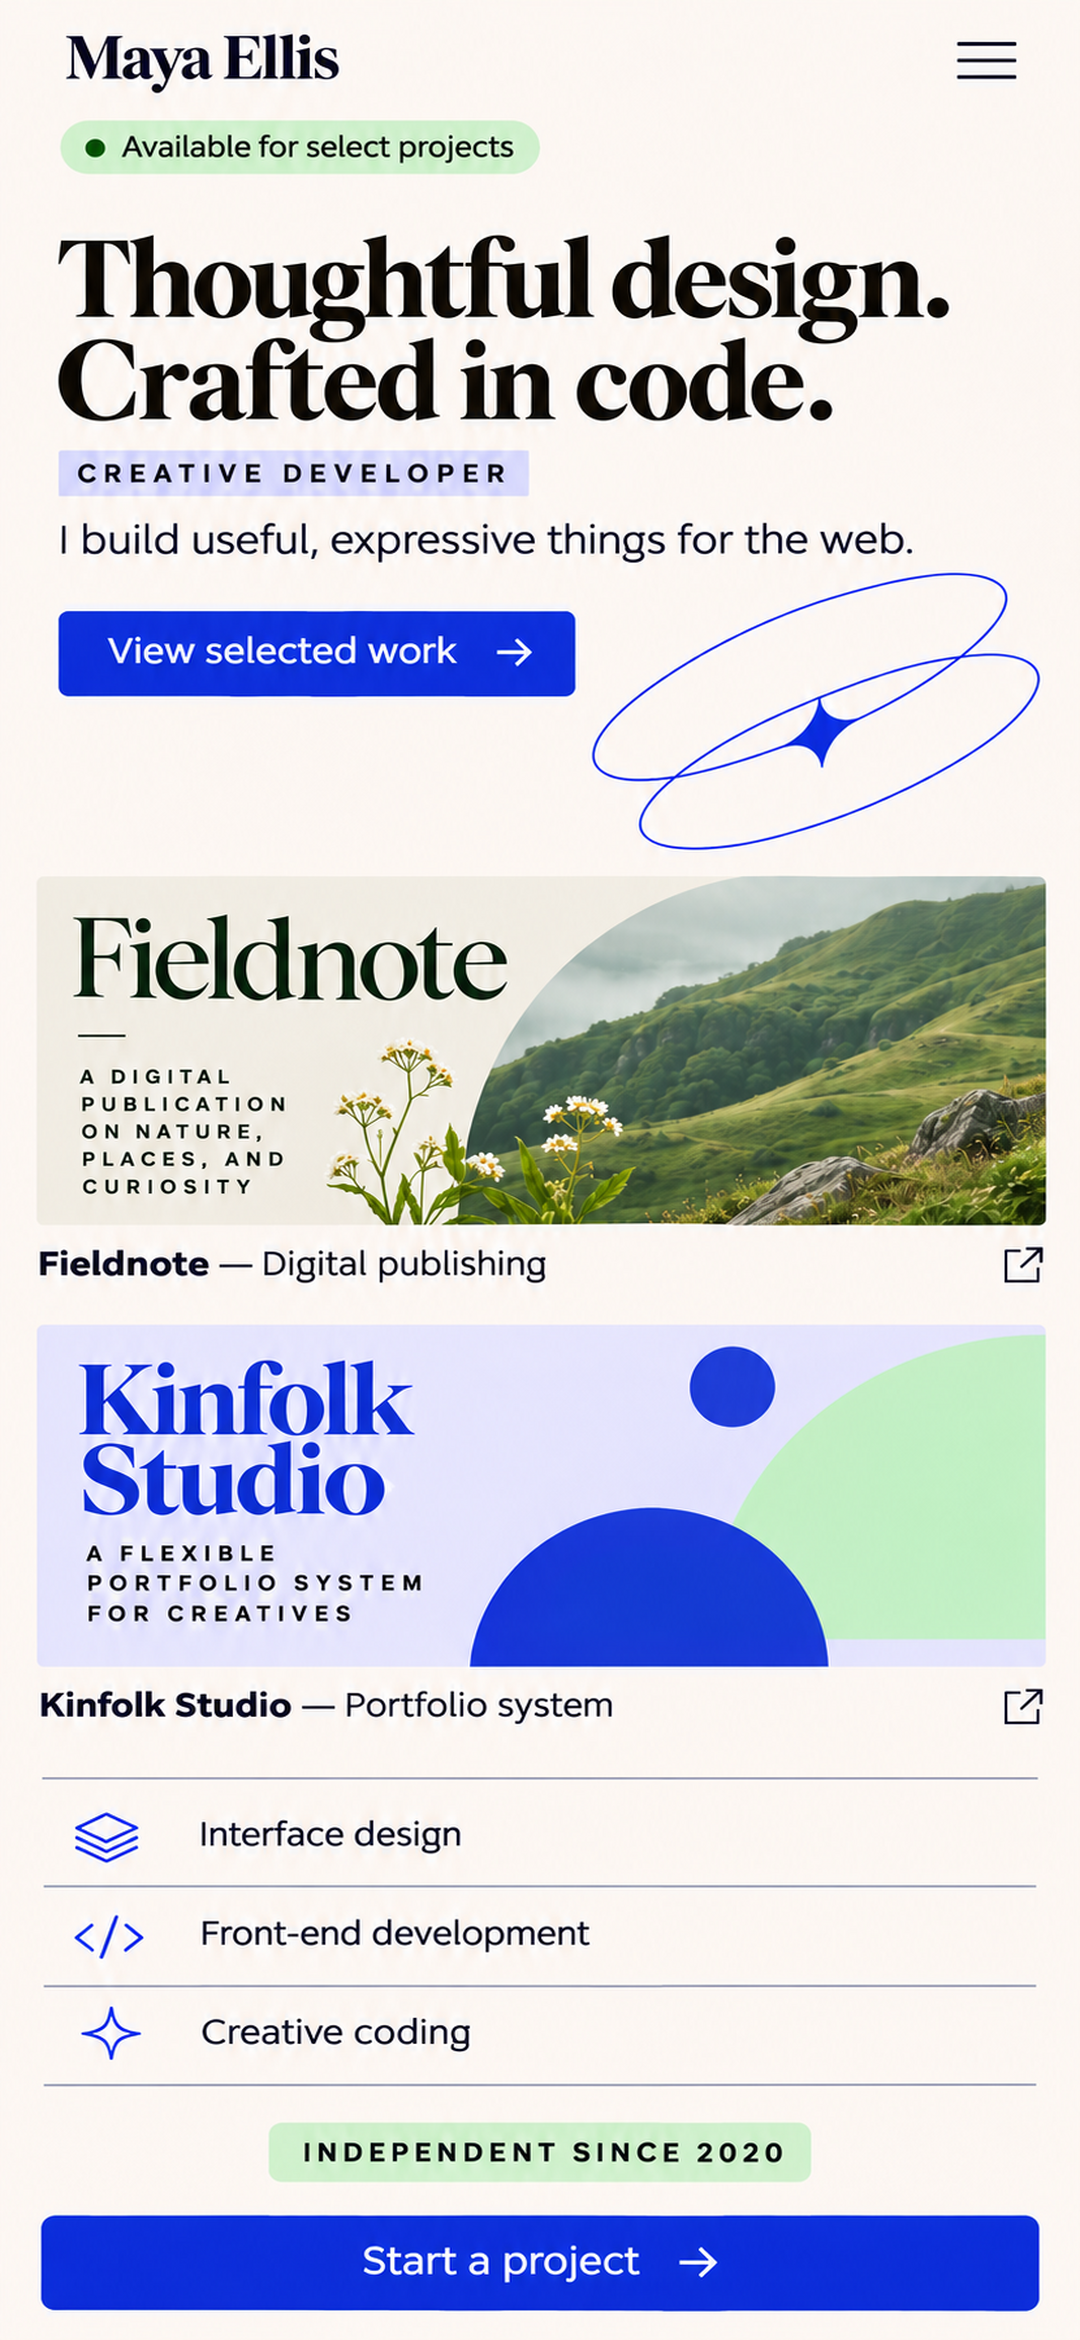 Maya Ellis
Available for select projects
Thoughtful design.
Crafted in code.
CREATIVE DEVELOPER
I build useful, expressive things for the web.
View selected work →
Fieldnote
A DIGITAL
PUBLICATION
ON NATURE,
PLACES, AND
CURIOSITY
Fieldnote — Digital publishing
Kinfolk
Studio
A FLEXIBLE
PORTFOLIO SYSTEM
FOR CREATIVES
Kinfolk Studio — Portfolio system
Interface design
Front-end development
Creative coding
INDEPENDENT SINCE 2020
Start a project →